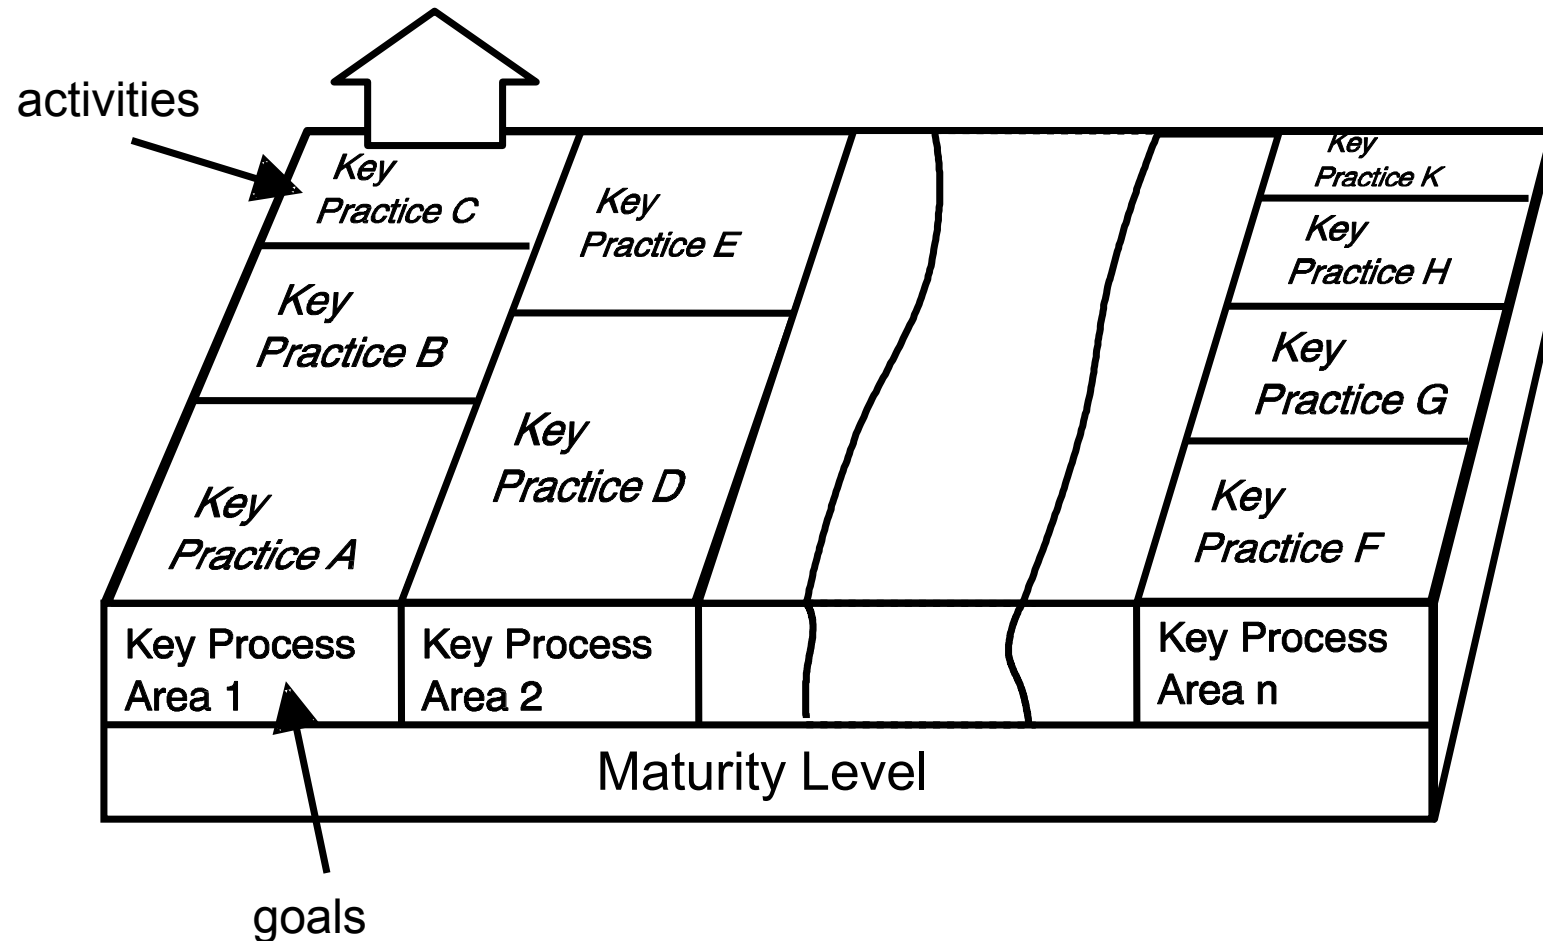 activities
Key
Practice C
Key
Practice B
Key
Practice A
Key
Practice E
Key
Practice D
Key
Practice K
Key
Practice H
Key
Practice G
Key
Practice F
Key Process
Area 1
Key Process
Area 2
Key Process
Area n
Maturity Level
goals